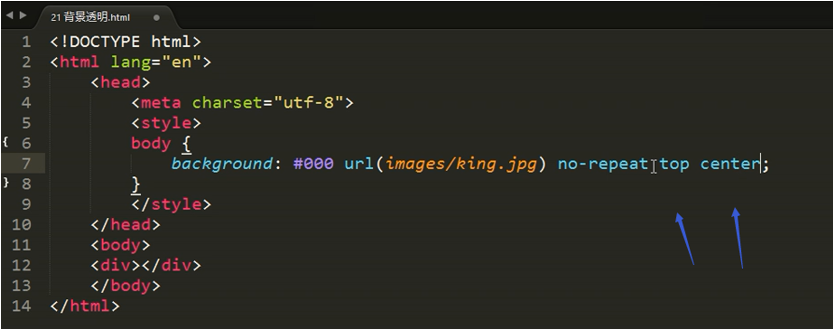 21 背景透明.html
1 <!DOCTYPE html>
2 <html lang="en">
3 <head>
4 <meta charset="utf-8">
5 <style>
{ 6 body {
7 background: #000 url(images/king.jpg) no-repeat top center;
} 8 }
9 </style>
10 </head>
11 <body>
12 <div></div>
13 </body>
14 </html>